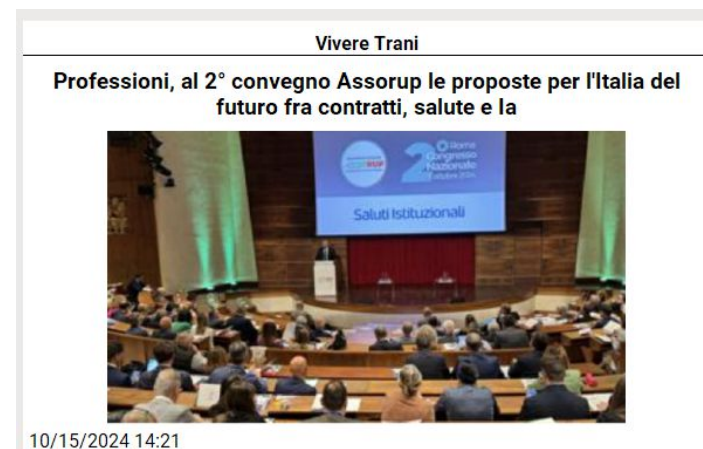 Vivere Trani
Professioni, al 2° convegno Assorup le proposte per l'Italia del
futuro fra contratti, salute e la
2° Roma
Congresso
Nazionale
Saluti Istituzionali
10/15/2024 14:21